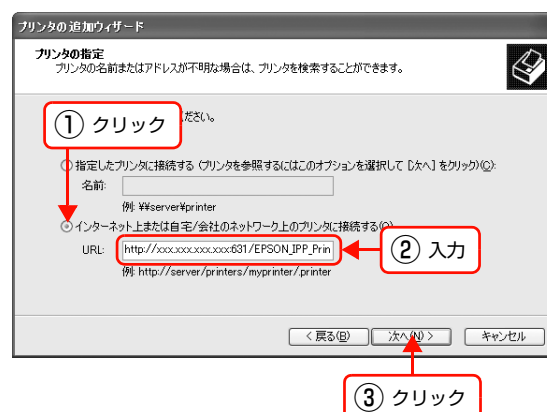 プリンタの追加ウィザード
プリンタの指定
プリンタの名前またはアドレスが不明な場合は、プリンタを検索することができます。
ださい。
① クリック
指定したプリンタに接続する (プリンタを参照するにはこのオプションを選択して [次へ] をクリック)(C):
名前:
例: ¥¥server¥printer
インターネット上または自宅/会社のネットワーク上のプリンタに接続する(O):
URL: http://xxx.xxx.xxx.xxx:631/EPSON_IPP_Prin
② 入力
例: http://server/printers/myprinter/.printer
< 戻る(B) 次へ(N) > キャンセル
③ クリック